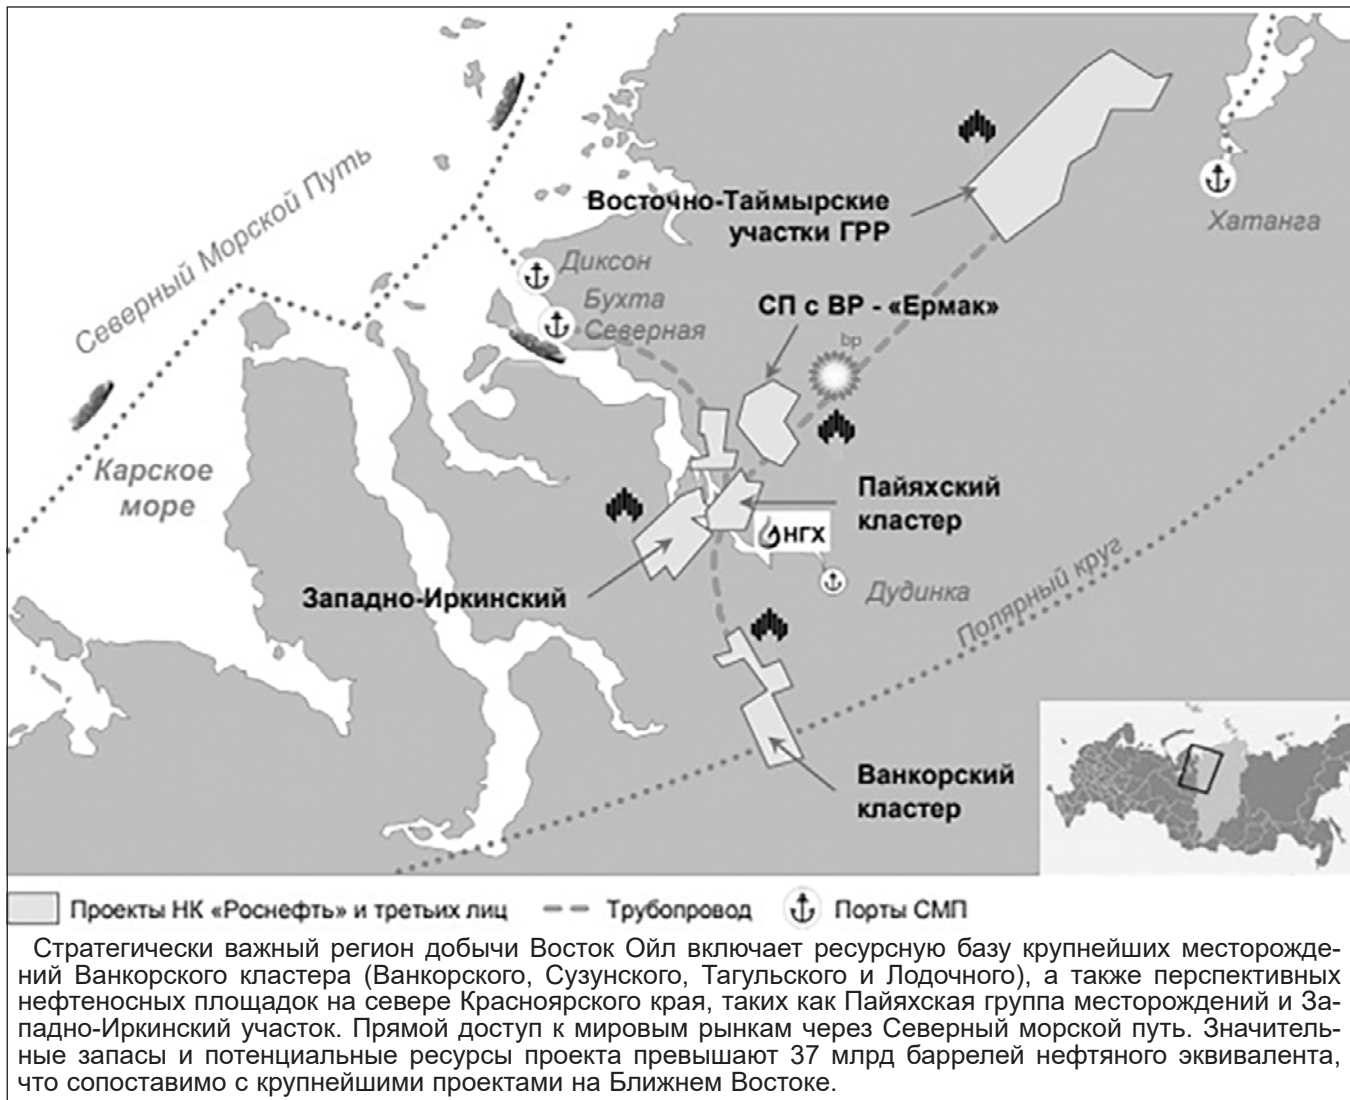 Северный Морской Путь
Восточно-Таймырские
участки ГРР
Хатанга
Диксон
Бухта
Северная
СП с BP - «Ермак»
bp
Карское
море
Пайяхский
кластер
НГХ
Западно-Иркинский
Дудинка
Полярный круг
Ванкорский
кластер
Проекты НК «Роснефть» и третьих лиц
Трубопровод
Порты СМП
Стратегически важный регион добычи Восток Ойл включает ресурсную базу крупнейших месторожде-
ний Ванкорского кластера (Ванкорского, Сузунского, Тагульского и Лодочного), а также перспективных
нефтеносных площадок на севере Красноярского края, таких как Пайяхская группа месторождений и За-
падно-Иркинский участок. Прямой доступ к мировым рынкам через Северный морской путь. Значитель-
ные запасы и потенциальные ресурсы проекта превышают 37 млрд баррелей нефтяного эквивалента,
что сопоставимо с крупнейшими проектами на Ближнем Востоке.